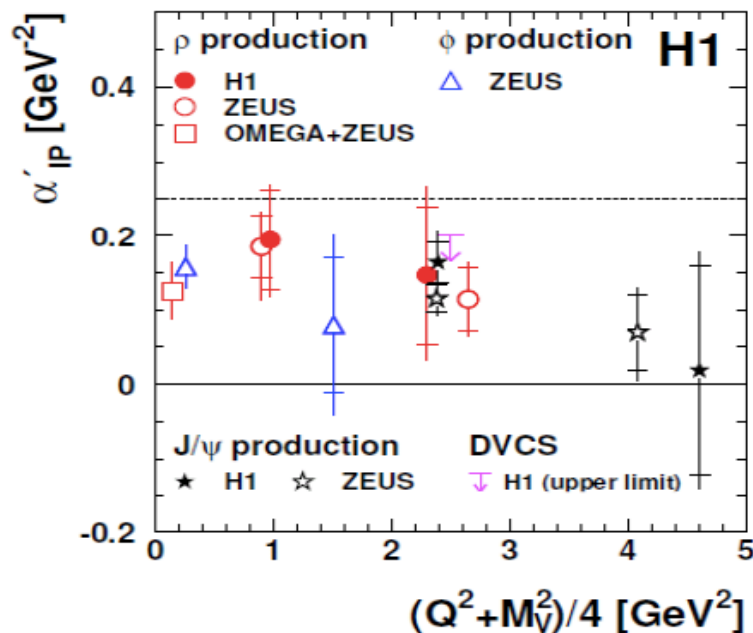 ρ production
φ production
H1
H1
ZEUS
ZEUS
OMEGA+ZEUS
α′IP [GeV⁻²]
0.4
0.2
0
-0.2
J/ψ production
DVCS
H1
ZEUS
H1 (upper limit)
0 1 2 3 4 5
(Q²+M²V)/4 [GeV²]